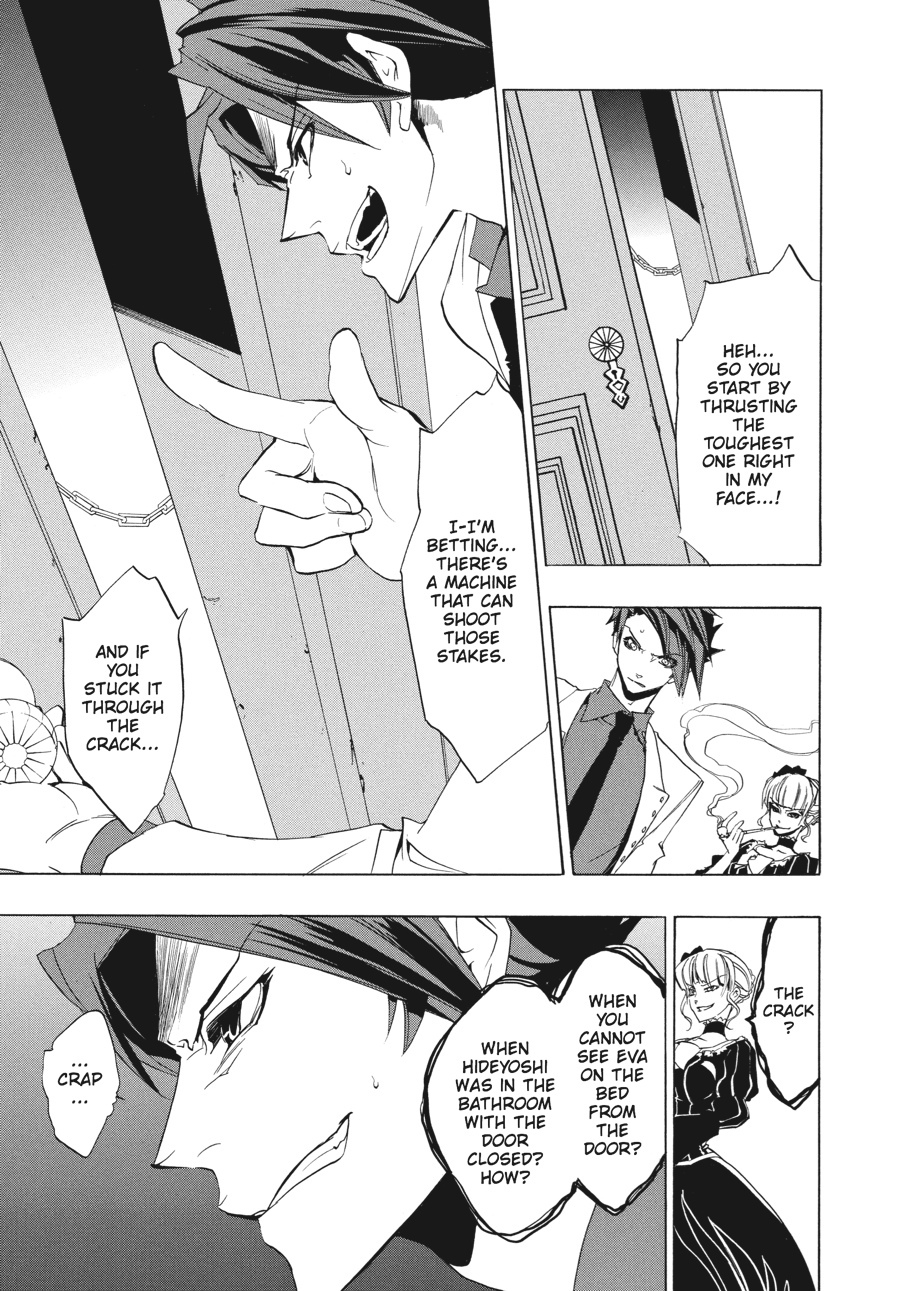 HEH...
SO YOU
START BY
THRUSTING
THE
TOUGHEST
ONE RIGHT
IN MY
FACE...!
I-I'M
BETTING...
THERE'S
A MACHINE
THAT CAN
SHOOT
THOSE
STAKES.
AND IF
YOU
STUCK IT
THROUGH
THE
CRACK...
THE
CRACK
?
WHEN
YOU
CANNOT
SEE EVA
ON THE
BED
FROM
THE
DOOR?
WHEN
HIDEYOSHI
WAS IN THE
BATHROOM
WITH THE
DOOR
CLOSED?
HOW?
...
CRAP
...